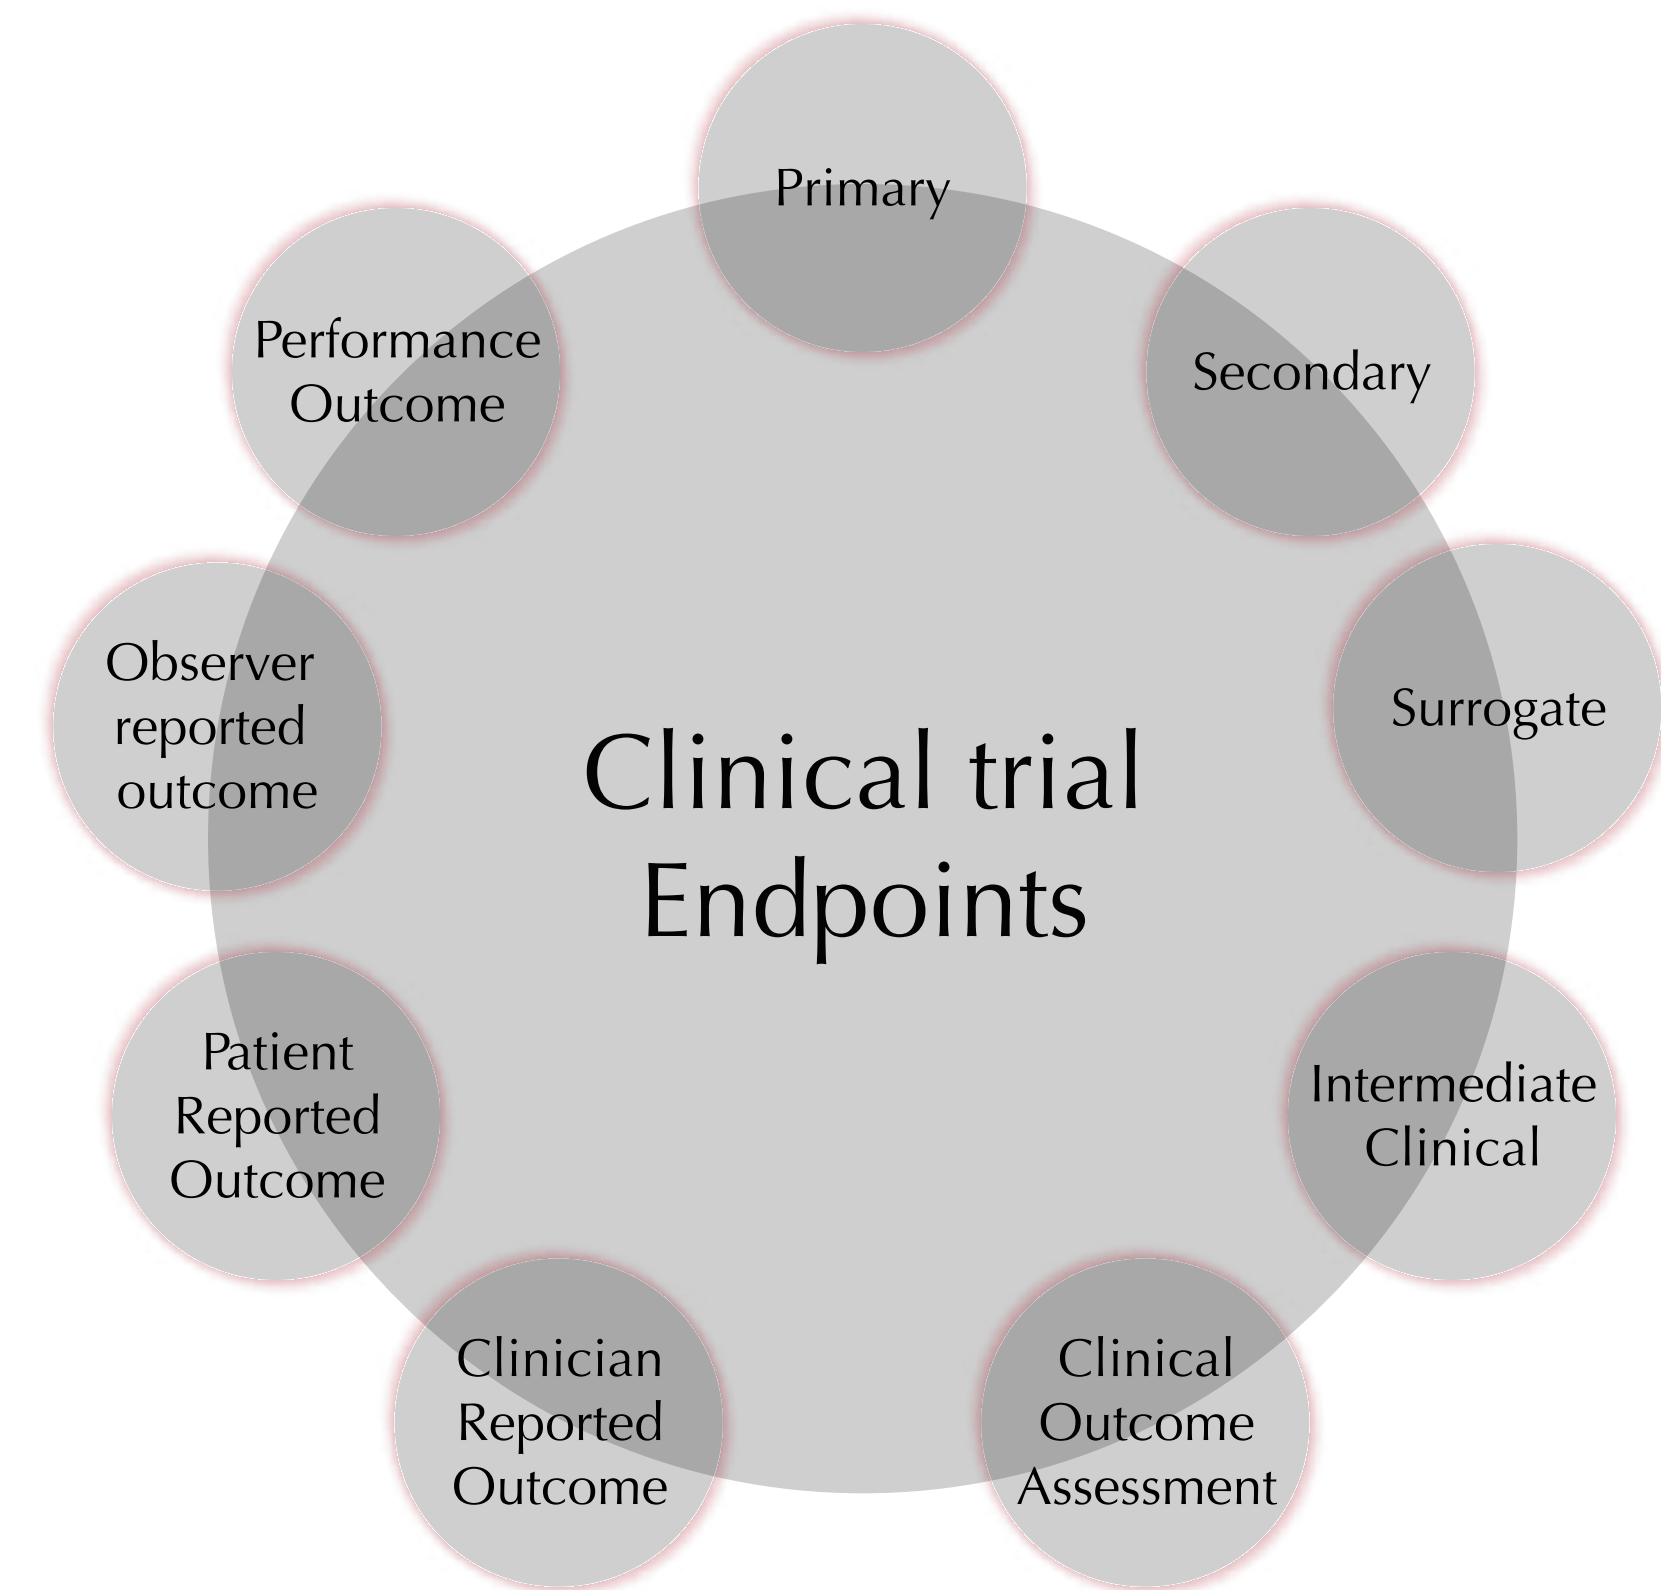 Primary
Secondary
Surrogate
Intermediate
Clinical
Clinical
Outcome
Assessment
Clinician
Reported
Outcome
Patient
Reported
Outcome
Observer
reported
outcome
Performance
Outcome
Clinical trial
Endpoints